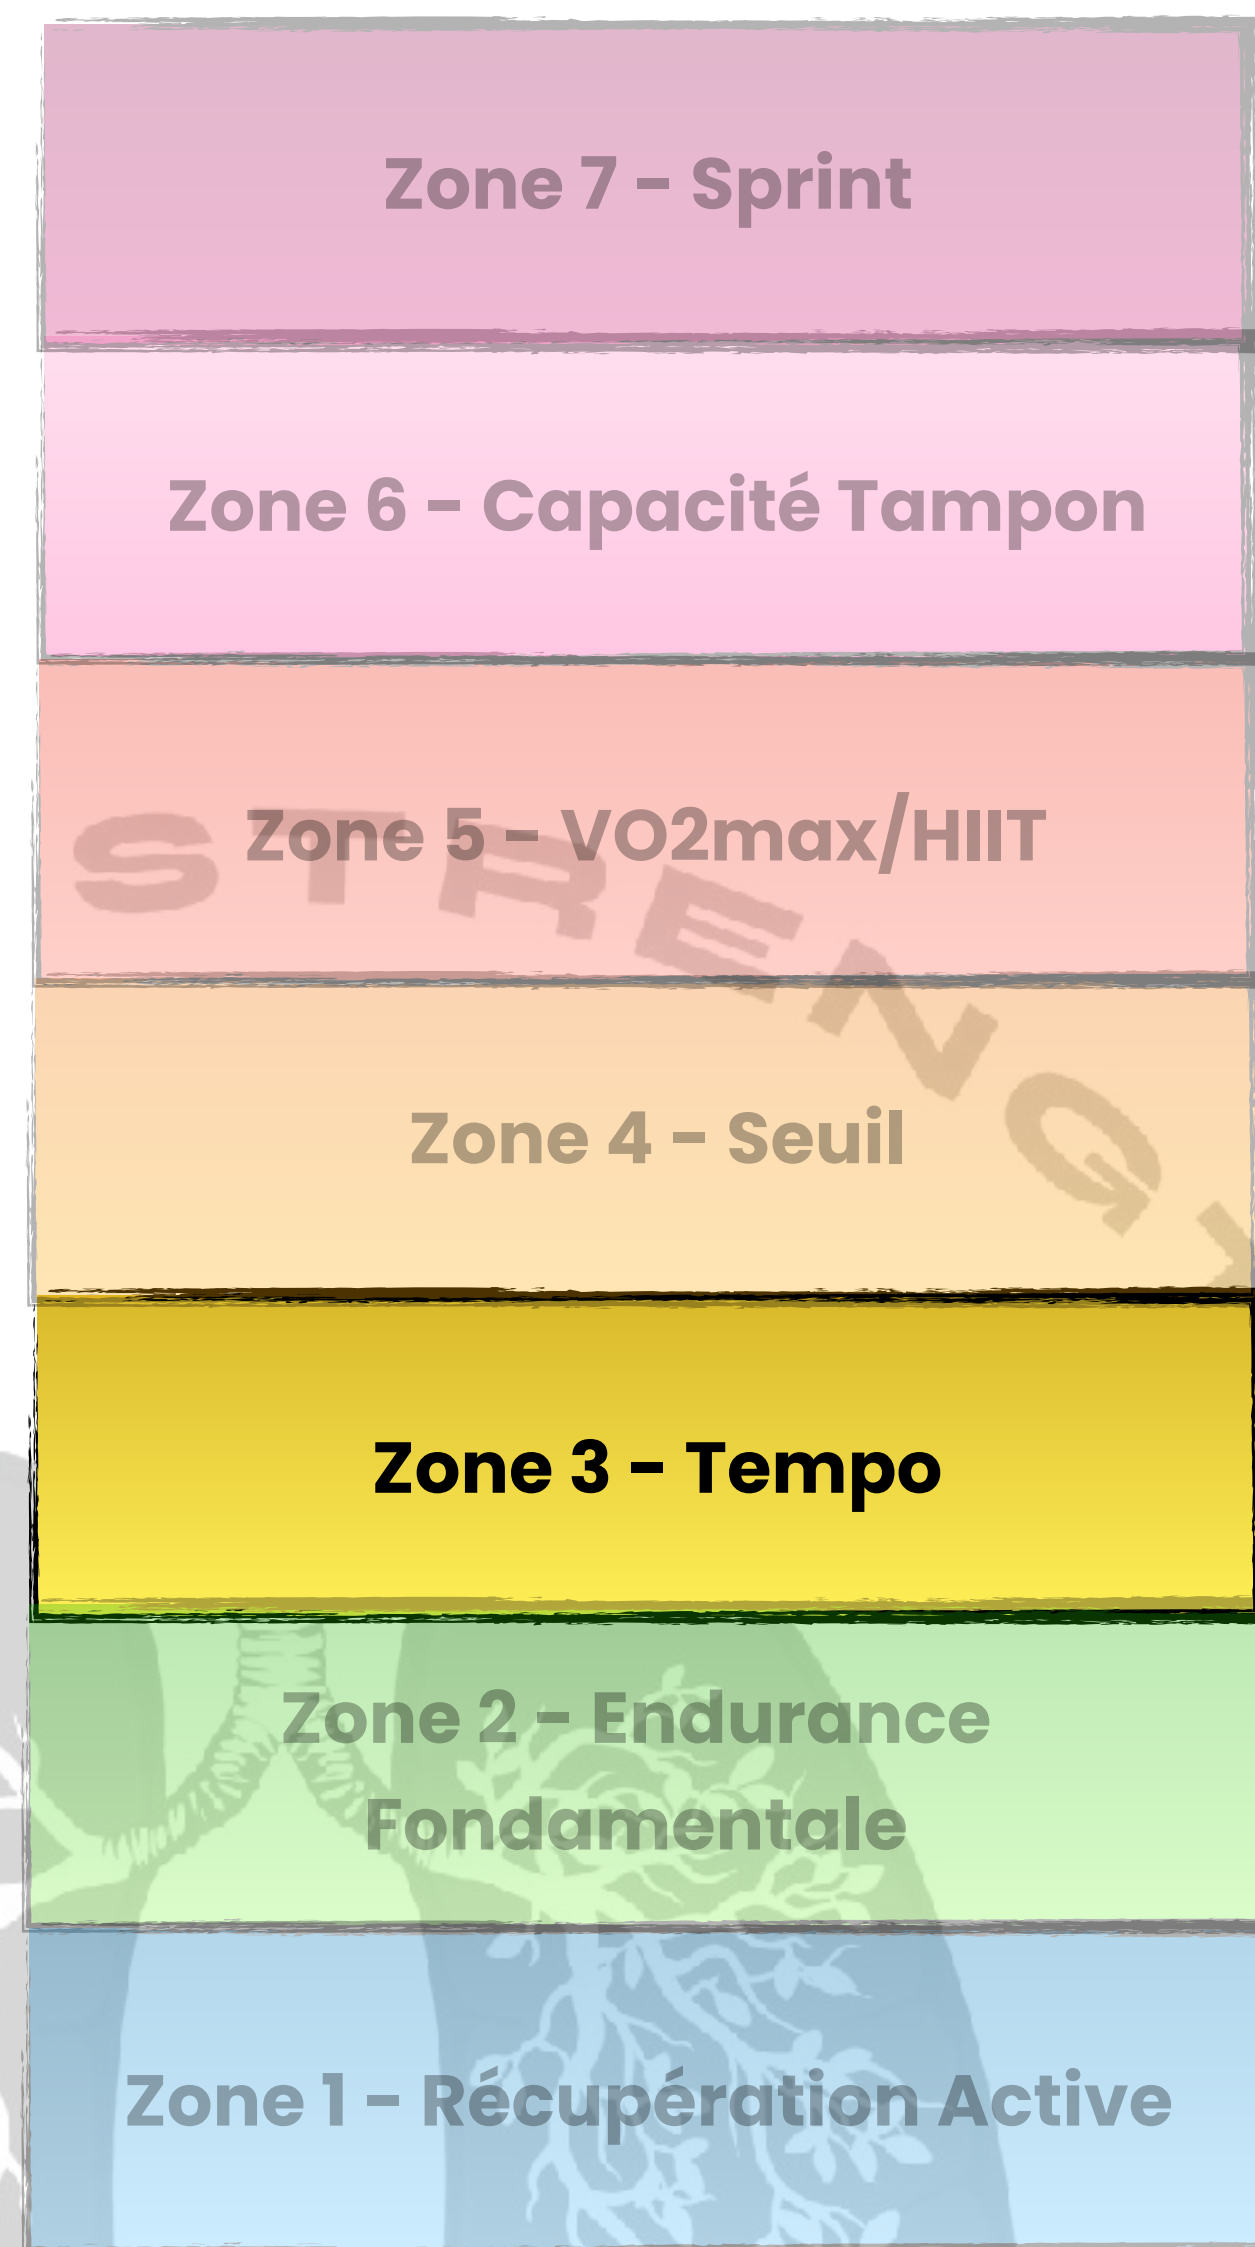 Zone 7 - Sprint
Zone 6 - Capacité Tampon
Zone 5 - VO2max/HIIT
STRENG
Zone 4 - Seuil
Zone 3 - Tempo
Zone 2 - Endurance
Fondamentale
Zone 1 - Récupération Active